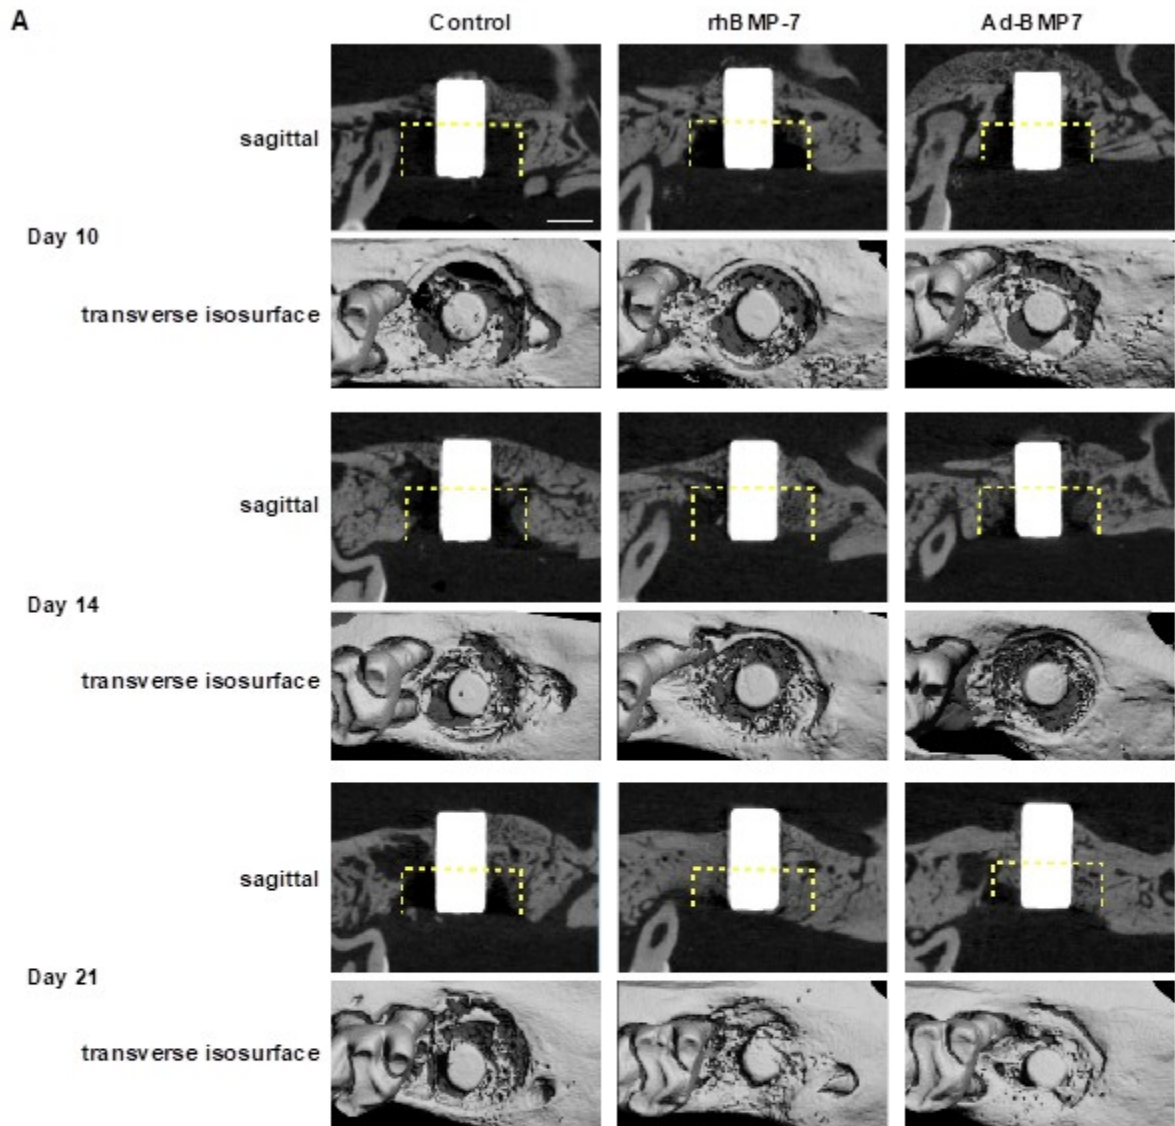 A
Control rhBMP-7 Ad-BMP7
sagittal
Day 10
transverse isosurface
sagittal
Day 14
transverse isosurface
sagittal
Day 21
transverse isosurface